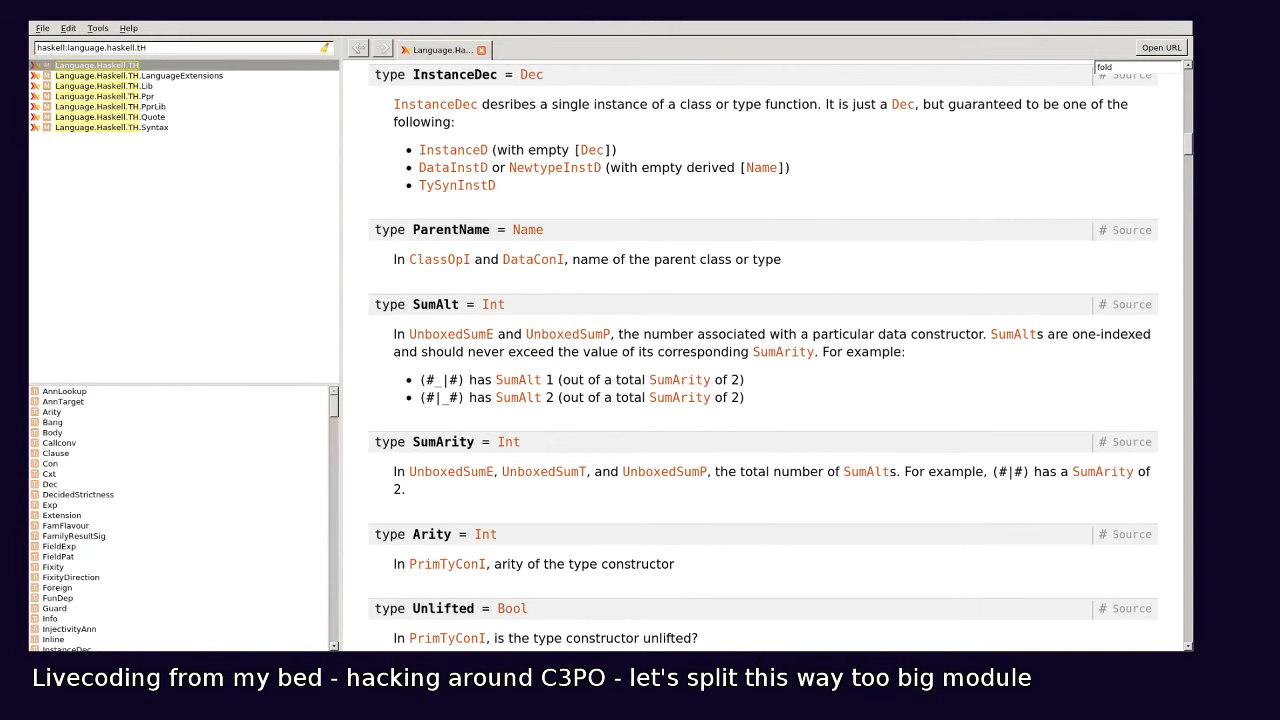 File Edit Tools Help
haskell:language.haskell.tH
Language.Haskell.TH
Language.Haskell.TH.LanguageExtensions
Language.Haskell.TH.Lib
Language.Haskell.TH.Ppr
Language.Haskell.TH.PprLib
Language.Haskell.TH.Quote
Language.Haskell.TH.Syntax
AnnLookup
AnnTarget
Arity
Bang
Body
Callconv
Clause
Con
Cxt
Dec
DecidedStrictness
Exp
Extension
FamFlavour
FamilyResultSig
FieldExp
FieldPat
Fixity
FixityDirection
Foreign
FunDep
Guard
Info
InjectivityAnn
Inline
InstanceDec
Language.Ha...
Open URL
fold
type InstanceDec = Dec # Source
InstanceDec desribes a single instance of a class or type function. It is just a Dec, but guaranteed to be one of the
following:
• InstanceD (with empty [Dec])
• DataInstD or NewtypeInstD (with empty derived [Name])
• TySynInstD
type ParentName = Name # Source
In ClassOpI and DataConI, name of the parent class or type
type SumAlt = Int # Source
In UnboxedSumE and UnboxedSumP, the number associated with a particular data constructor. SumAlts are one-indexed
and should never exceed the value of its corresponding SumArity. For example:
• (#_|#) has SumAlt 1 (out of a total SumArity of 2)
• (#|_#) has SumAlt 2 (out of a total SumArity of 2)
type SumArity = Int # Source
In UnboxedSumE, UnboxedSumT, and UnboxedSumP, the total number of SumAlts. For example, (#|#) has a SumArity of
2.
type Arity = Int # Source
In PrimTyConI, arity of the type constructor
type Unlifted = Bool # Source
In PrimTyConI, is the type constructor unlifted?
Livecoding from my bed - hacking around C3PO - let's split this way too big module